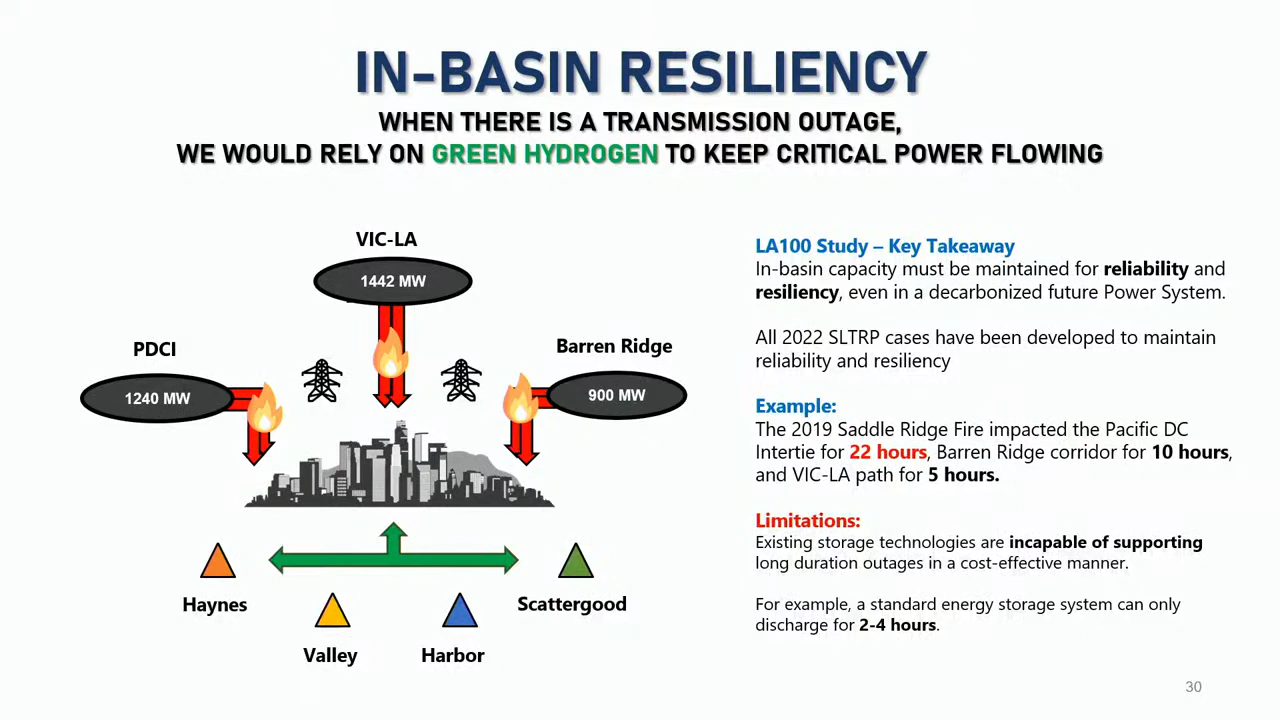 IN-BASIN RESILIENCY
WHEN THERE IS A TRANSMISSION OUTAGE,
WE WOULD RELY ON GREEN HYDROGEN TO KEEP CRITICAL POWER FLOWING
VIC-LA
1442 MW
PDCI
1240 MW
Barren Ridge
900 MW
Haynes
Scattergood
Valley
Harbor
LA100 Study – Key Takeaway
In-basin capacity must be maintained for reliability and
resiliency, even in a decarbonized future Power System.
All 2022 SLTRP cases have been developed to maintain
reliability and resiliency
Example:
The 2019 Saddle Ridge Fire impacted the Pacific DC
Intertie for 22 hours, Barren Ridge corridor for 10 hours,
and VIC-LA path for 5 hours.
Limitations:
Existing storage technologies are incapable of supporting
long duration outages in a cost-effective manner.
For example, a standard energy storage system can only
discharge for 2-4 hours.
30